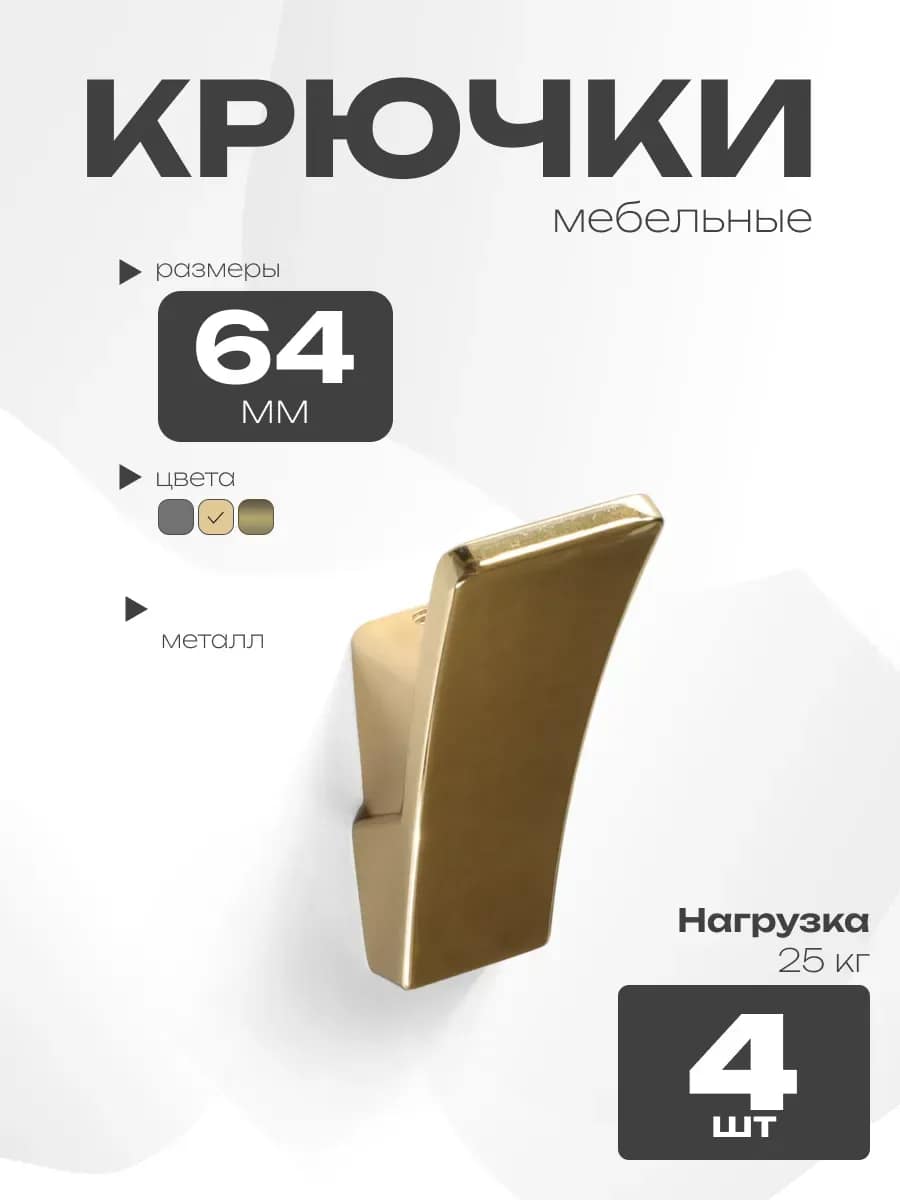 КРЮЧКИ
мебельные
размеры
64
мм
цвета
металл
Нагрузка
25 кг
4
шт